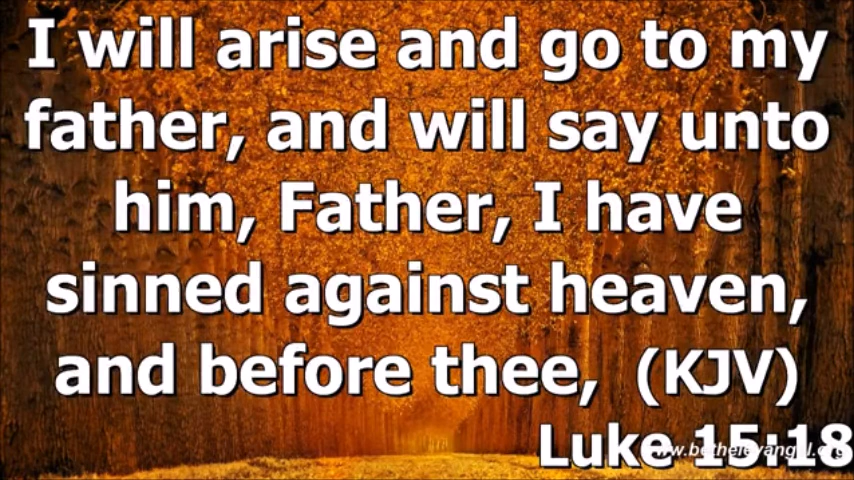 I will arise and go to my
father, and will say unto
him, Father, I have
sinned against heaven,
and before thee, (KJV)
Luke 15:18